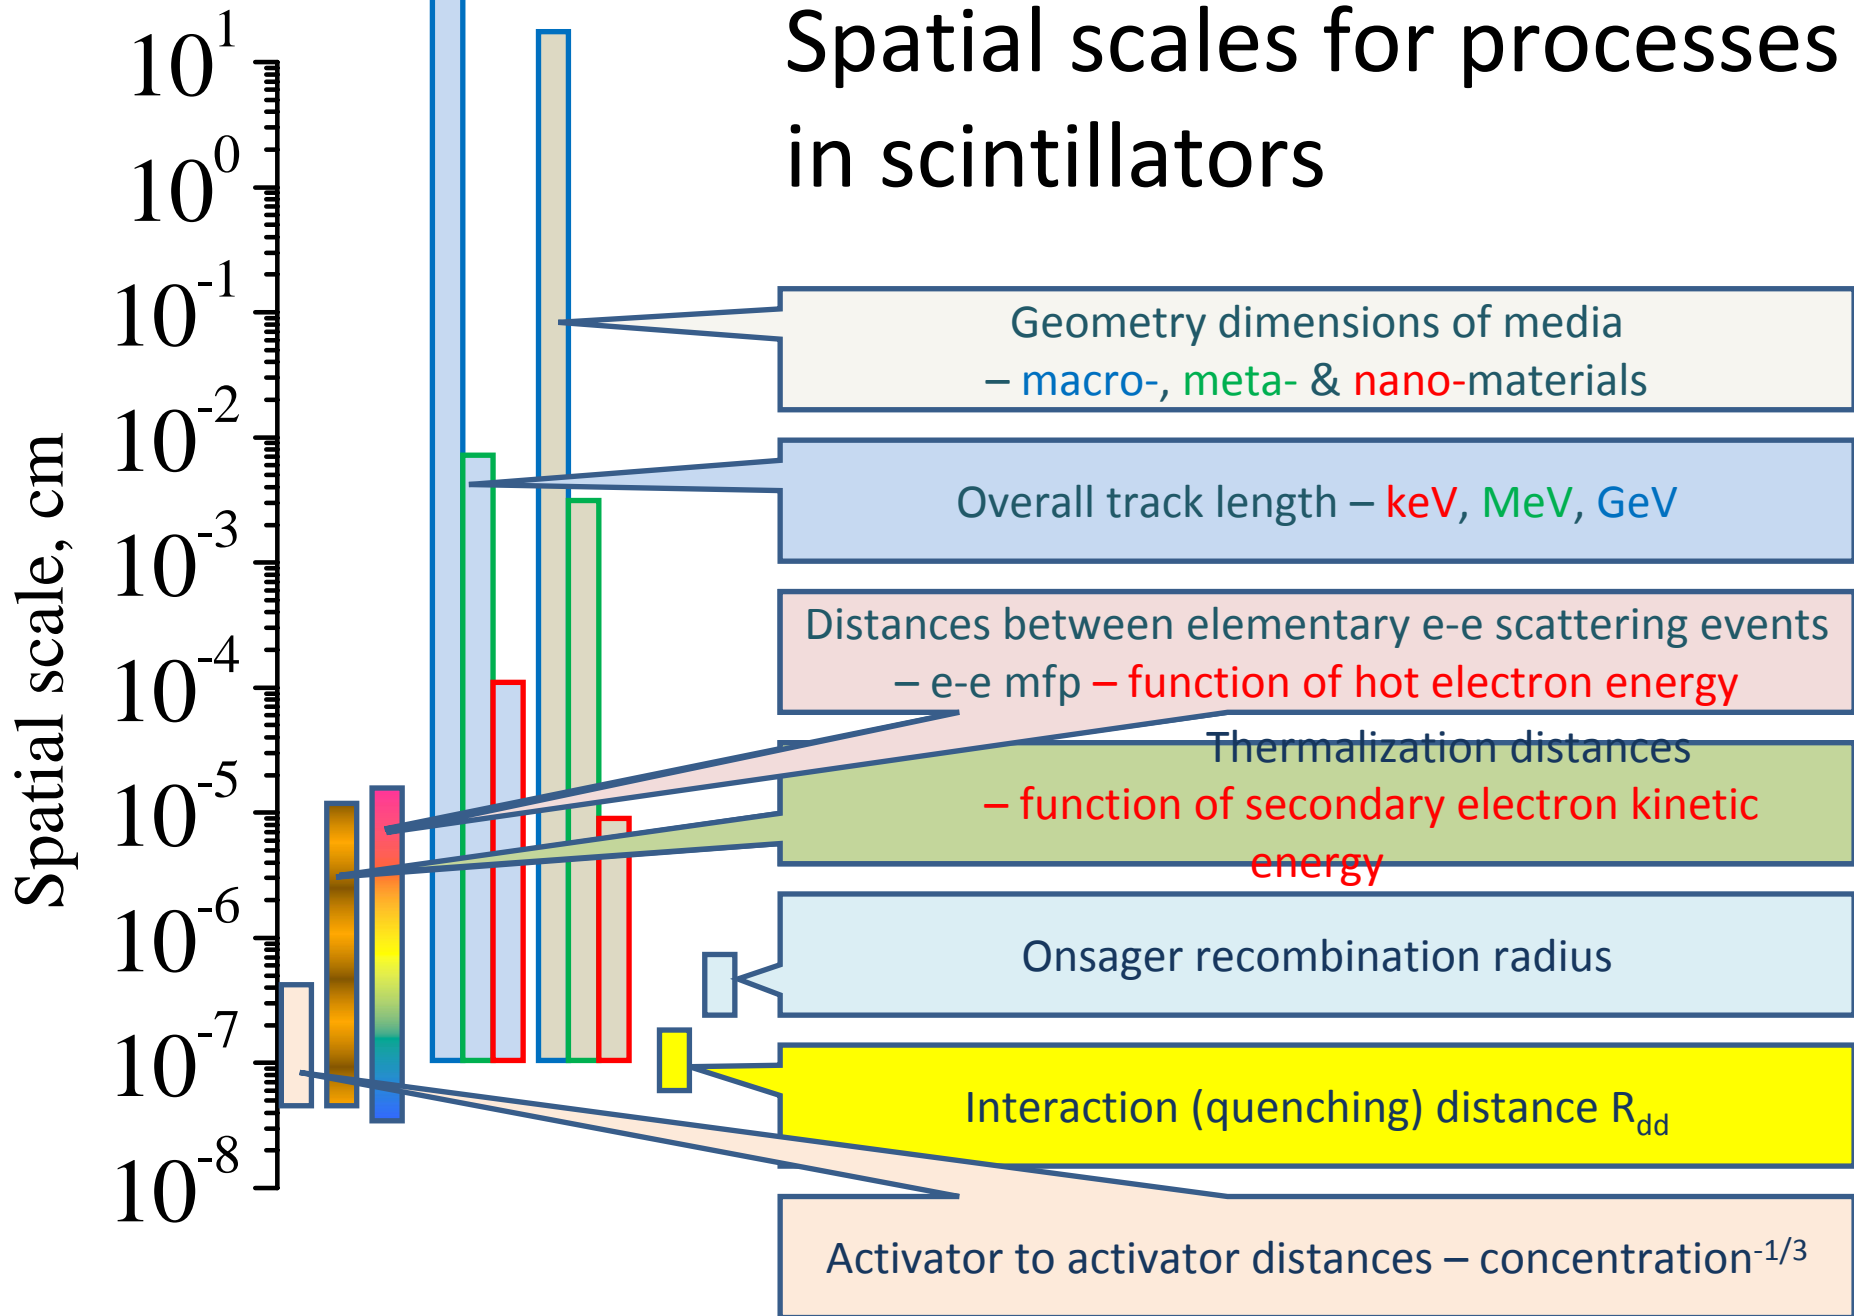 Spatial scales for processes
in scintillators
Spatial scale, cm
10^1
10^0
10^-1
10^-2
10^-3
10^-4
10^-5
10^-6
10^-7
10^-8
Geometry dimensions of media
– macro-, meta- & nano-materials
Overall track length – keV, MeV, GeV
Distances between elementary e-e scattering events
– e-e mfp – function of hot electron energy
Thermalization distances
– function of secondary electron kinetic
energy
Onsager recombination radius
Interaction (quenching) distance R_dd
Activator to activator distances – concentration^-1/3